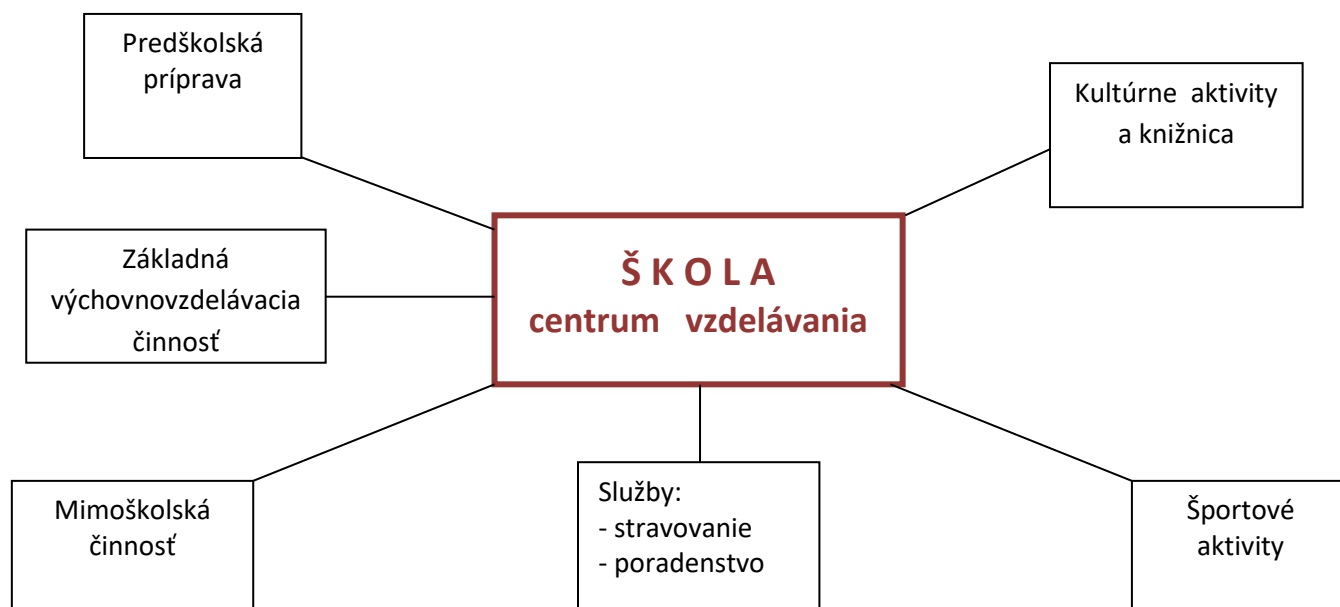 Predškolská
príprava
Kultúrne aktivity
a knižnica
Š K O L A
centrum vzdelávania
Základná
výchovnovzdelávacia
činnosť
Mimoškolská
činnosť
Služby:
- stravovanie
- poradenstvo
Športové
aktivity